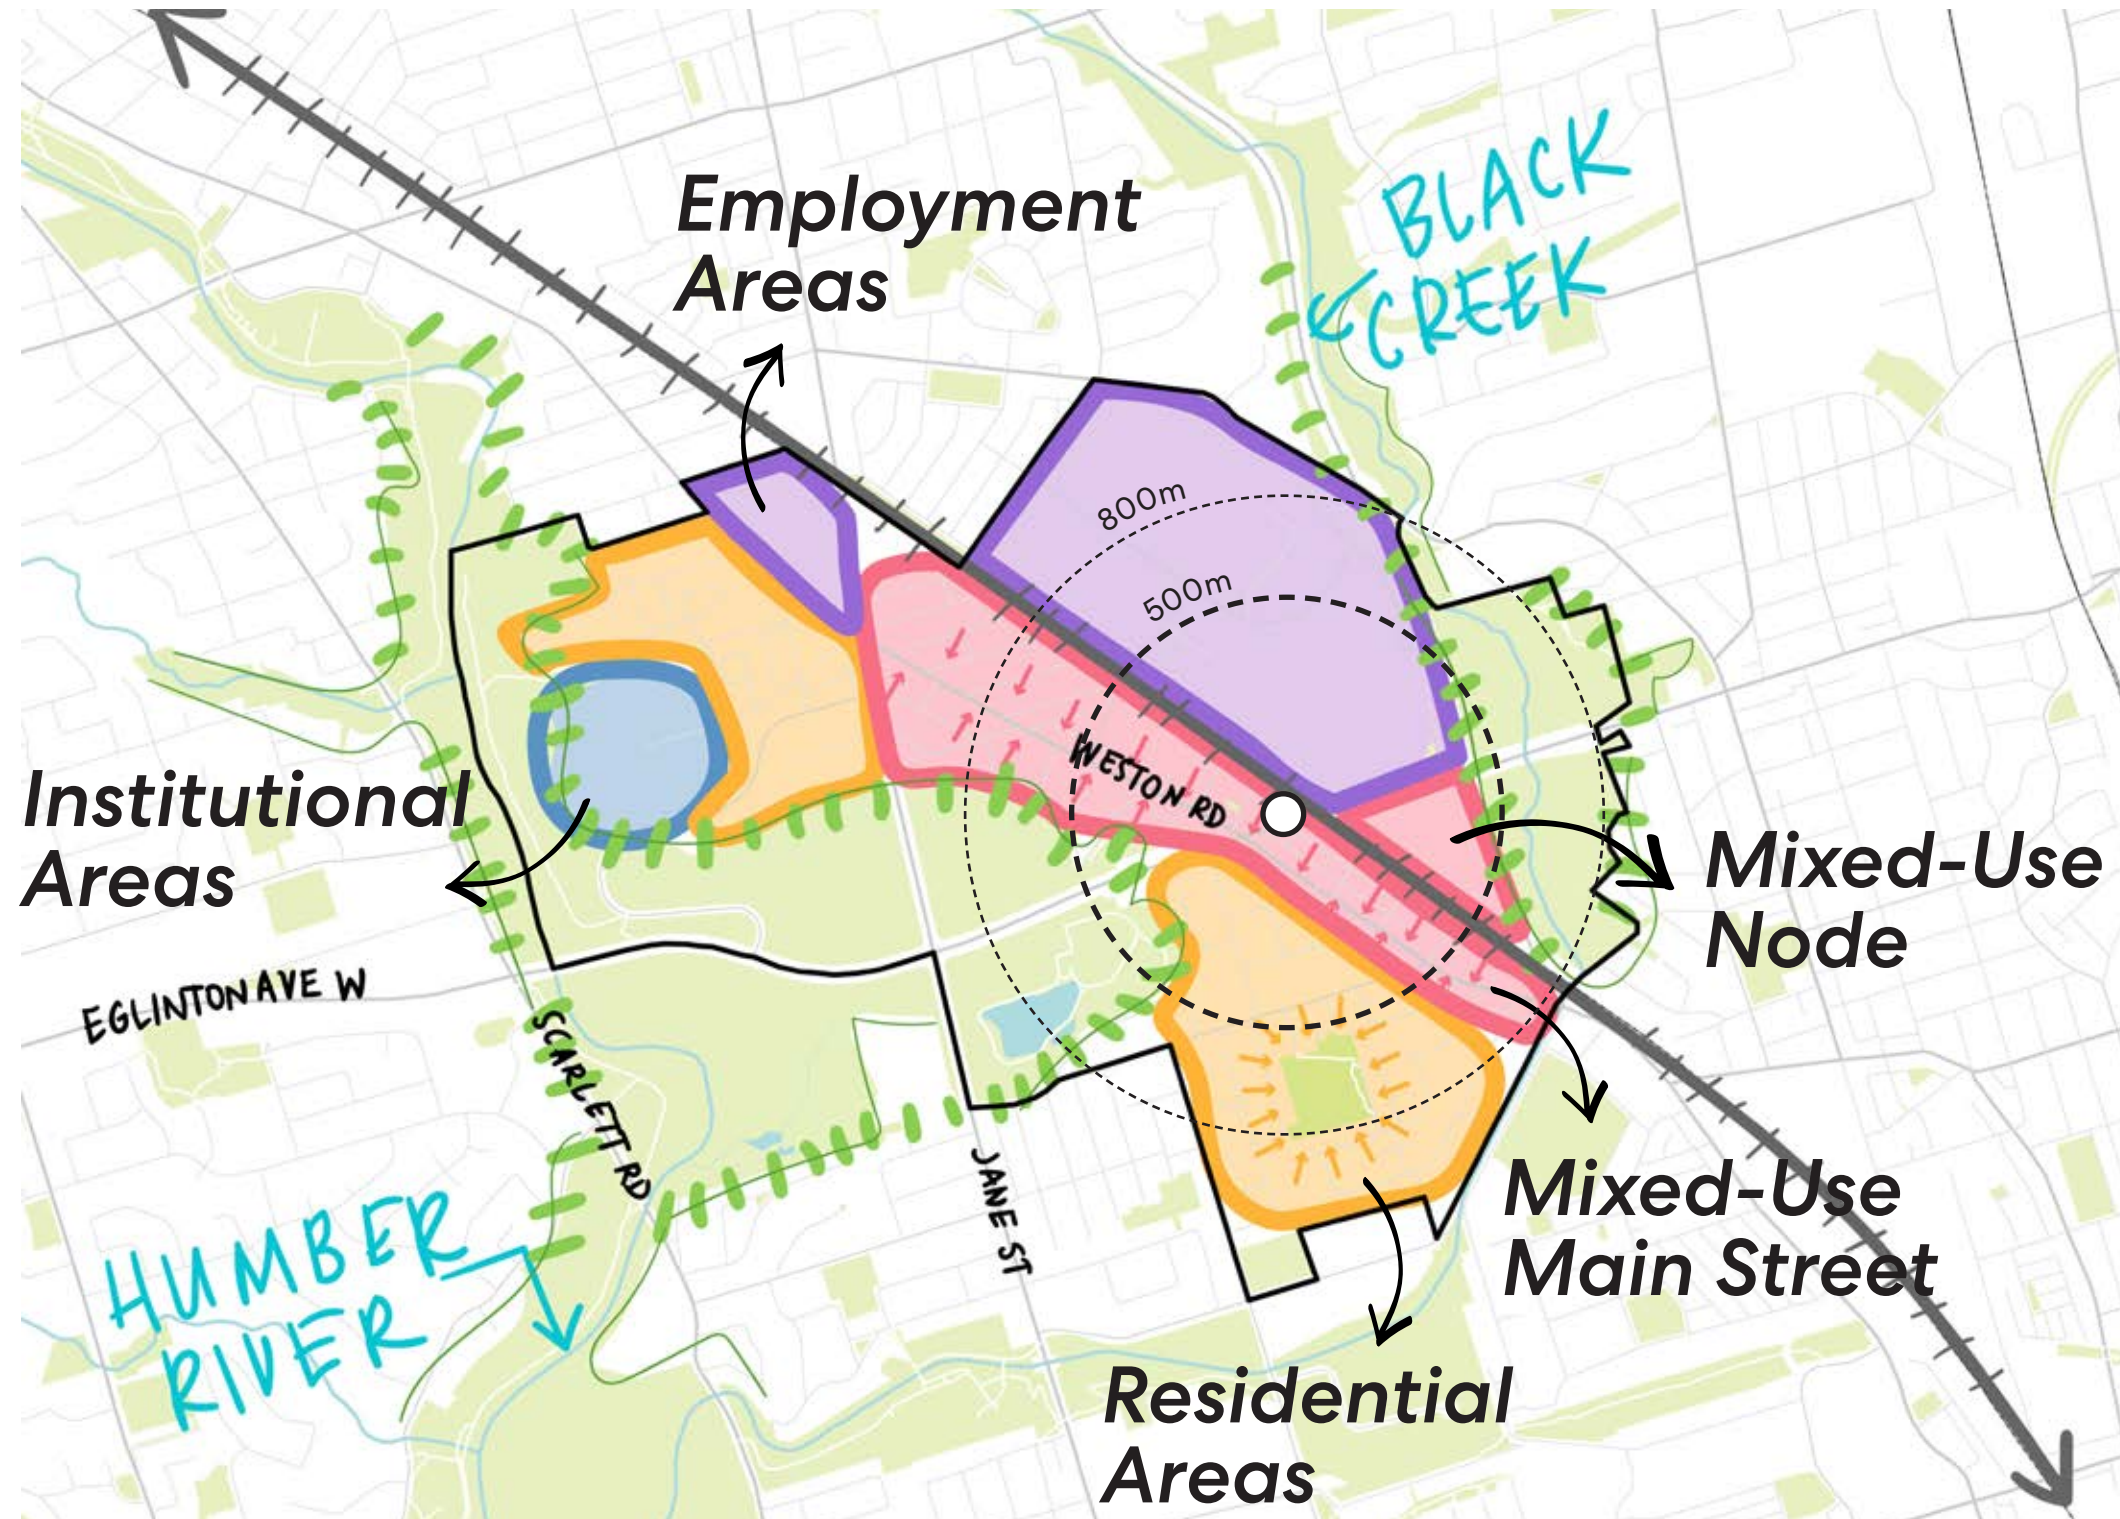 BLACK
CREEK
Employment
Areas
800m
500m
WESTON RD
Institutional
Areas
Mixed-Use
Node
EGLINTON AVE W
SCARLETT RD
JANE ST
Mixed-Use
Main Street
HUMBER
RIVER
Residential
Areas